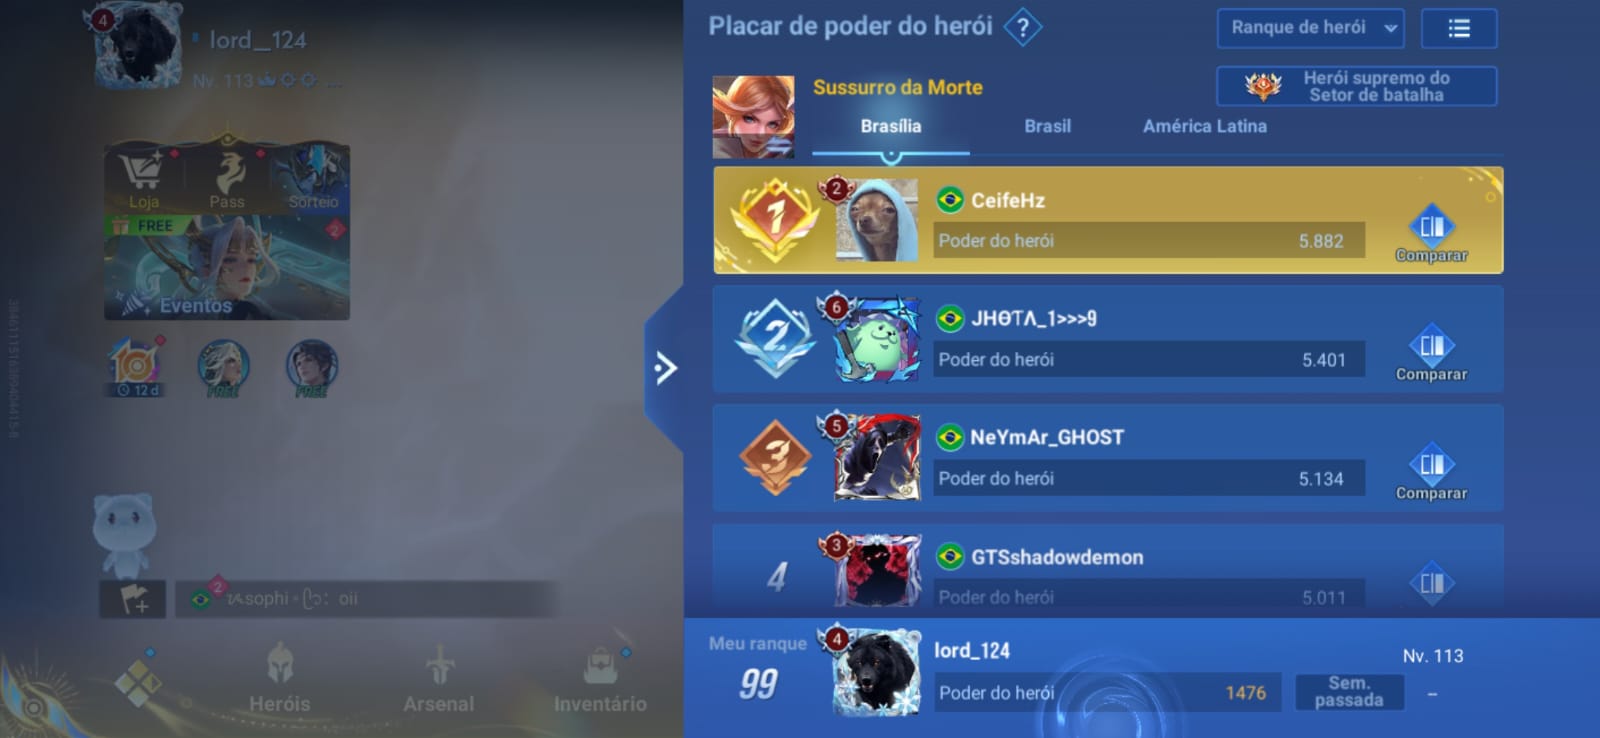 4
lord_124
Nv. 113
...
Loja
Pass
Sorteio
FREE
2
Eventos
12 d
FREE
FREE
2
sophi
oii
Heróis
Arsenal
Inventário
Placar de poder do herói
?
Ranque de herói
Herói supremo do
Setor de batalha
Sussurro da Morte
Brasília
Brasil
América Latina
1
2
CeifeHz
Poder do herói
5.882
Comparar
2
6
JHΘTΛ_1>>>9
Poder do herói
5.401
Comparar
3
5
NeYmAr_GHOST
Poder do herói
5.134
Comparar
4
3
GTSshadowdemon
Poder do herói
5.011
Meu ranque
99
4
lord_124
Poder do herói
1476
Sem.
passada
Nv. 113
–